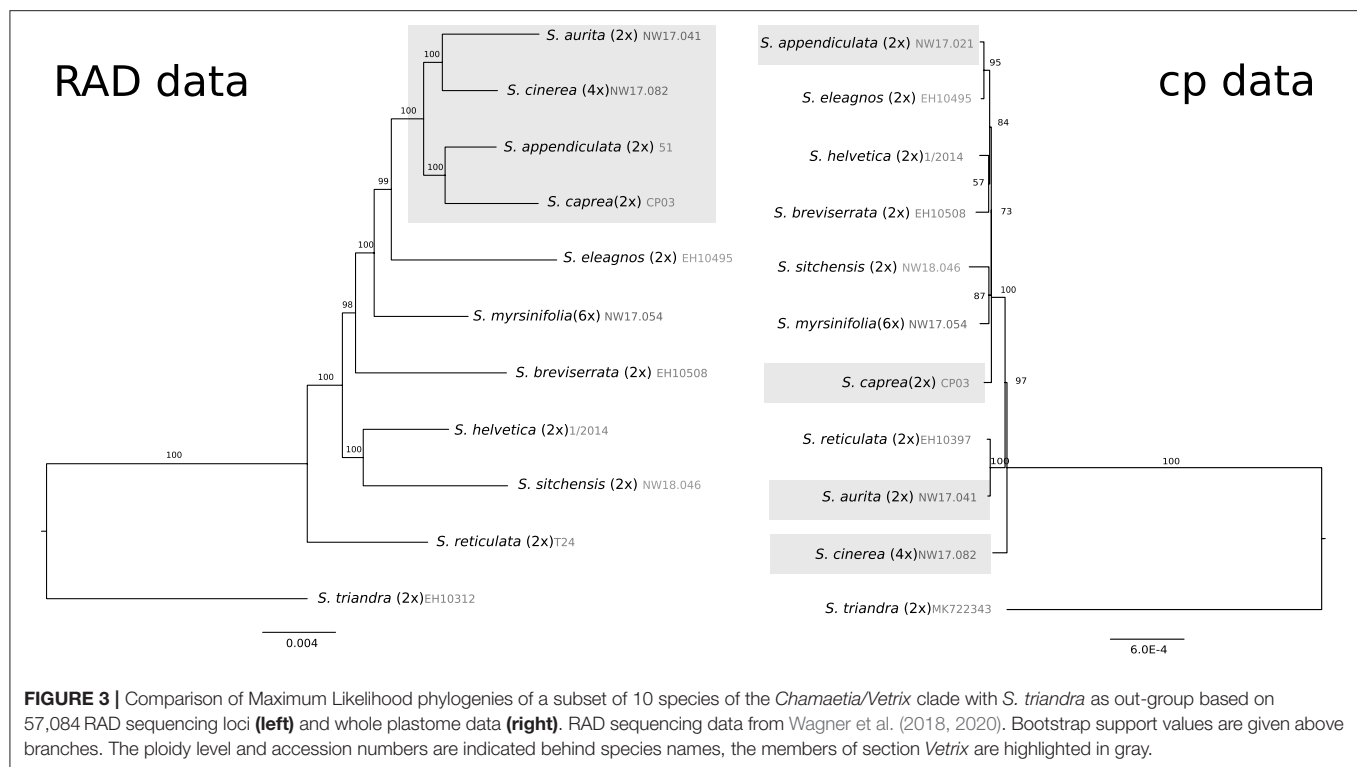 RAD data
100
100
99
100
98
100
100
100
100
100
S. aurita (2x) NW17.041
S. cinerea (4x)NW17.082
S. appendiculata (2x) 51
S. caprea(2x) CP03
S. eleagnos (2x) EH10495
S. myrsinifolia(6x) NW17.054
S. breviserrata (2x) EH10508
S. helvetica (2x)1/2014
S. sitchensis (2x) NW18.046
S. reticulata (2x)T24
S. triandra (2x)EH10312
0.004
cp data
S. appendiculata (2x) NW17.021
95
S. eleagnos (2x) EH10495
84
S. helvetica (2x)1/2014
57
S. breviserrata (2x) EH10508
73
S. sitchensis (2x) NW18.046
87
100
S. myrsinifolia(6x) NW17.054
S. caprea(2x) CP03
97
S. reticulata (2x)EH10397
100
100
S. aurita (2x) NW17.041
S. cinerea (4x)NW17.082
S. triandra (2x)MK722343
6.0E-4
FIGURE 3 | Comparison of Maximum Likelihood phylogenies of a subset of 10 species of the Chamaetia/Vetrix clade with S. triandra as out-group based on
57,084 RAD sequencing loci (left) and whole plastome data (right). RAD sequencing data from Wagner et al. (2018, 2020). Bootstrap support values are given above
branches. The ploidy level and accession numbers are indicated behind species names, the members of section Vetrix are highlighted in gray.